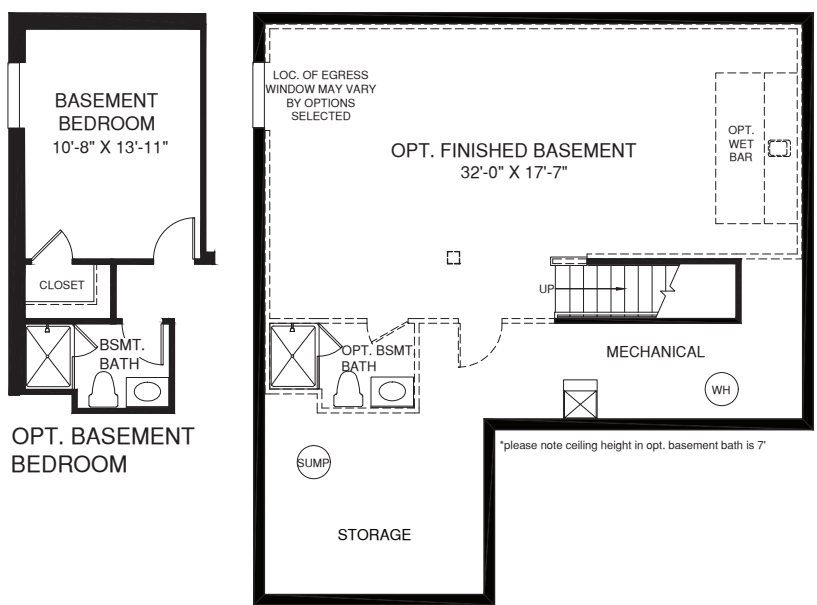 BASEMENT
BEDROOM
10'-8" X 13'-11"
CLOSET
BSMT.
BATH
OPT. BASEMENT
BEDROOM
LOC. OF EGRESS
WINDOW MAY VARY
BY OPTIONS
SELECTED
OPT. FINISHED BASEMENT
32'-0" X 17'-7"
OPT.
WET
BAR
UP
OPT. BSMT.
BATH
MECHANICAL
WH
*please note ceiling height in opt. basement bath is 7'
SUMP
STORAGE